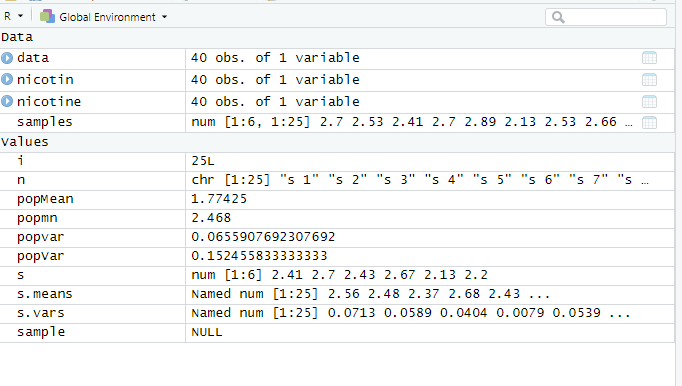 R Global Environment
Data
data 40 obs. of 1 variable
nicotin 40 obs. of 1 variable
nicotine 40 obs. of 1 variable
samples num [1:6, 1:25] 2.7 2.53 2.41 2.7 2.89 2.13 2.53 2.66 …
Values
i 25L
n chr [1:25] "s 1" "s 2" "s 3" "s 4" "s 5" "s 6" "s 7" "s …
popMean 1.77425
popmn 2.468
popvar 0.0655907692307692
popVar 0.152455833333333
s num [1:6] 2.41 2.7 2.43 2.67 2.13 2.2
s.means Named num [1:25] 2.56 2.48 2.37 2.68 2.43 ...
s.vars Named num [1:25] 0.0713 0.0589 0.0404 0.0079 0.0539 ...
sample NULL